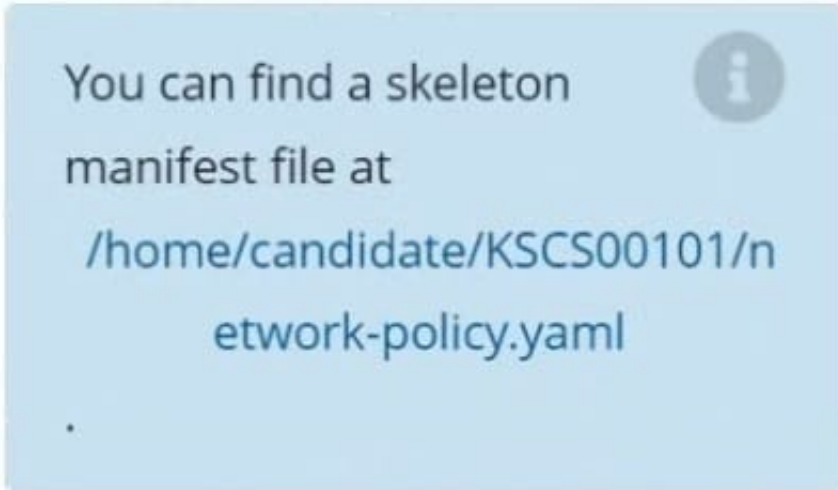 You can find a skeleton
manifest file at
/home/candidate/KSCS00101/n
etwork-policy.yaml
.